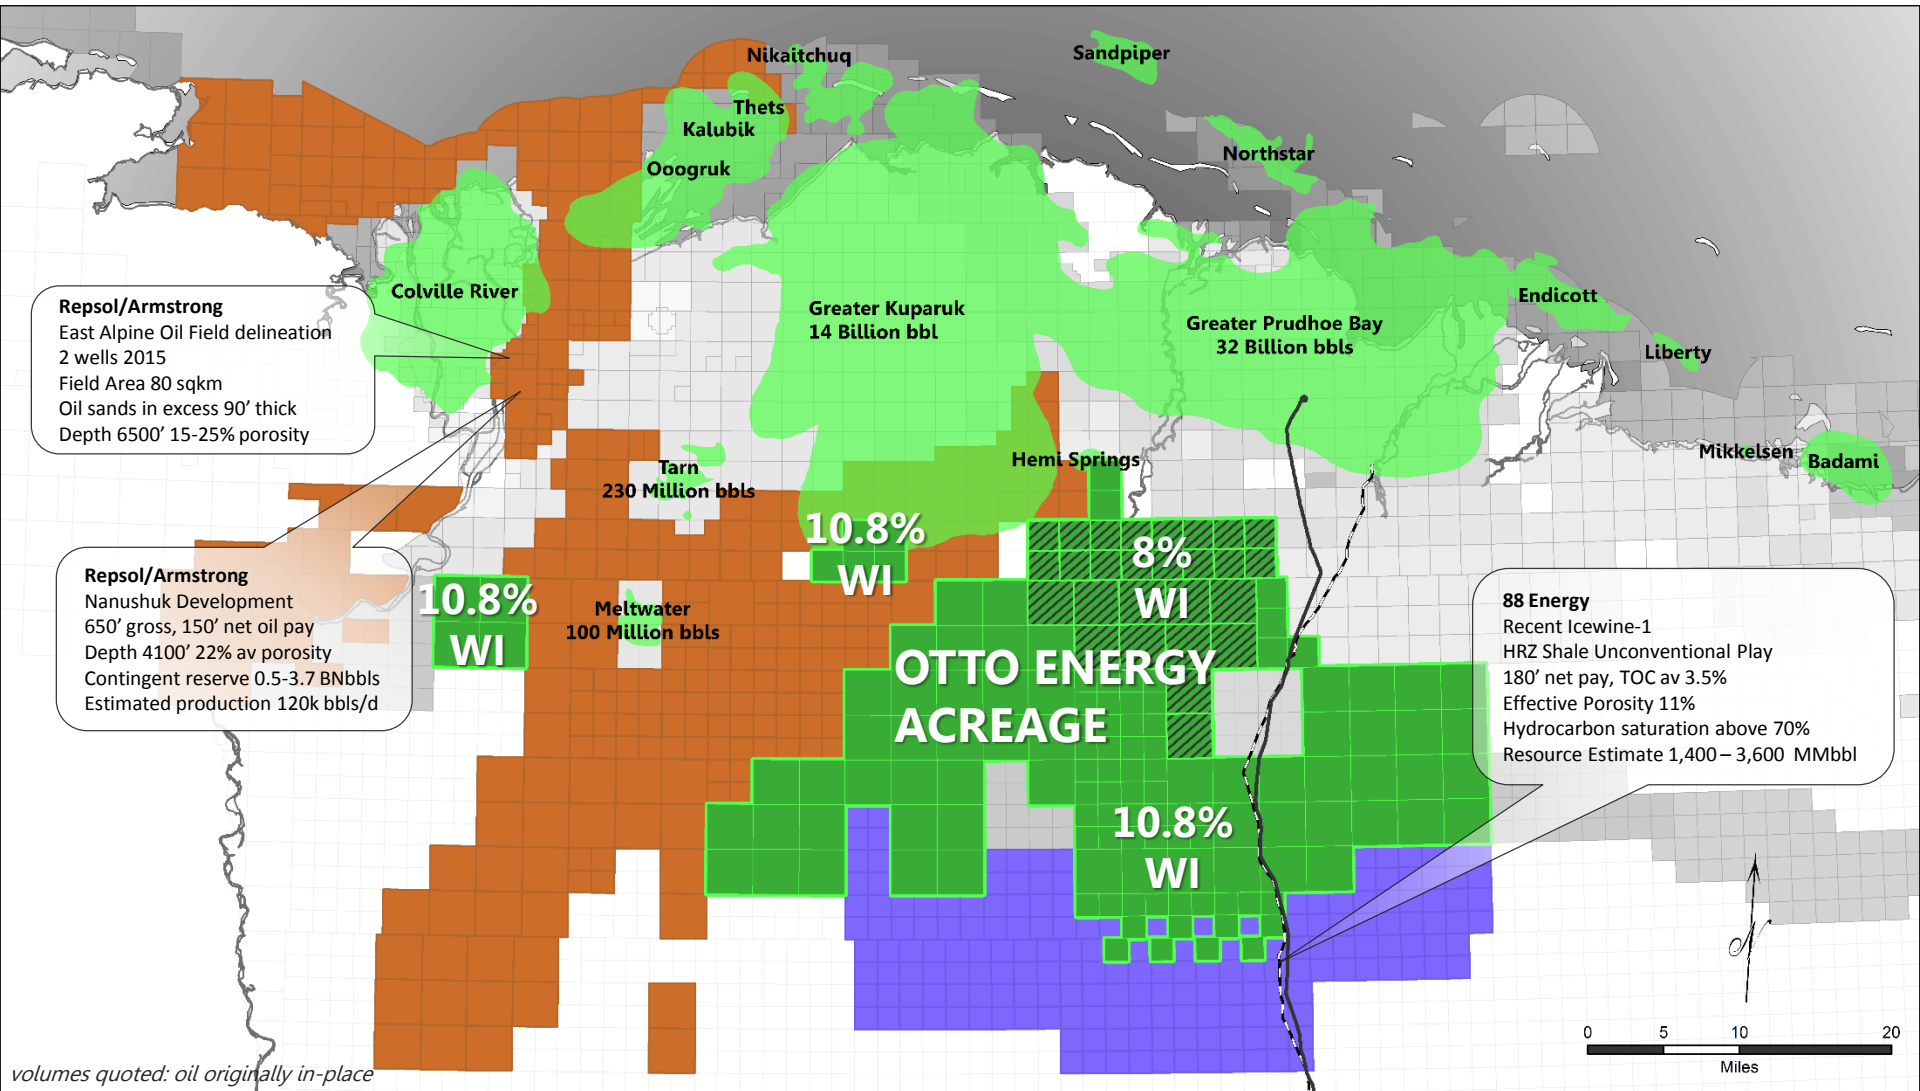 Nikaitchuq
Sandpiper
Thets
Kalubik
Ooogruk
Northstar
Colville River
Greater Kuparuk
14 Billion bbl
Greater Prudhoe Bay
32 Billion bbls
Endicott
Liberty
Repsol/Armstrong
East Alpine Oil Field delineation
2 wells 2015
Field Area 80 sqkm
Oil sands in excess 90’ thick
Depth 6500’ 15-25% porosity
Tarn
230 Million bbls
Hemi Springs
Mikkelsen
Badami
10.8%
WI
8%
WI
Repsol/Armstrong
Nanushuk Development
650’ gross, 150’ net oil pay
Depth 4100’ 22% av porosity
Contingent reserve 0.5-3.7 BNbbls
Estimated production 120k bbls/d
10.8%
WI
Meltwater
100 Million bbls
OTTO ENERGY
ACREAGE
88 Energy
Recent Icewine-1
HRZ Shale Unconventional Play
180’ net pay, TOC av 3.5%
Effective Porosity 11%
Hydrocarbon saturation above 70%
Resource Estimate 1,400 – 3,600 MMbbl
10.8%
WI
0 5 10 20
Miles
volumes quoted: oil originally in-place